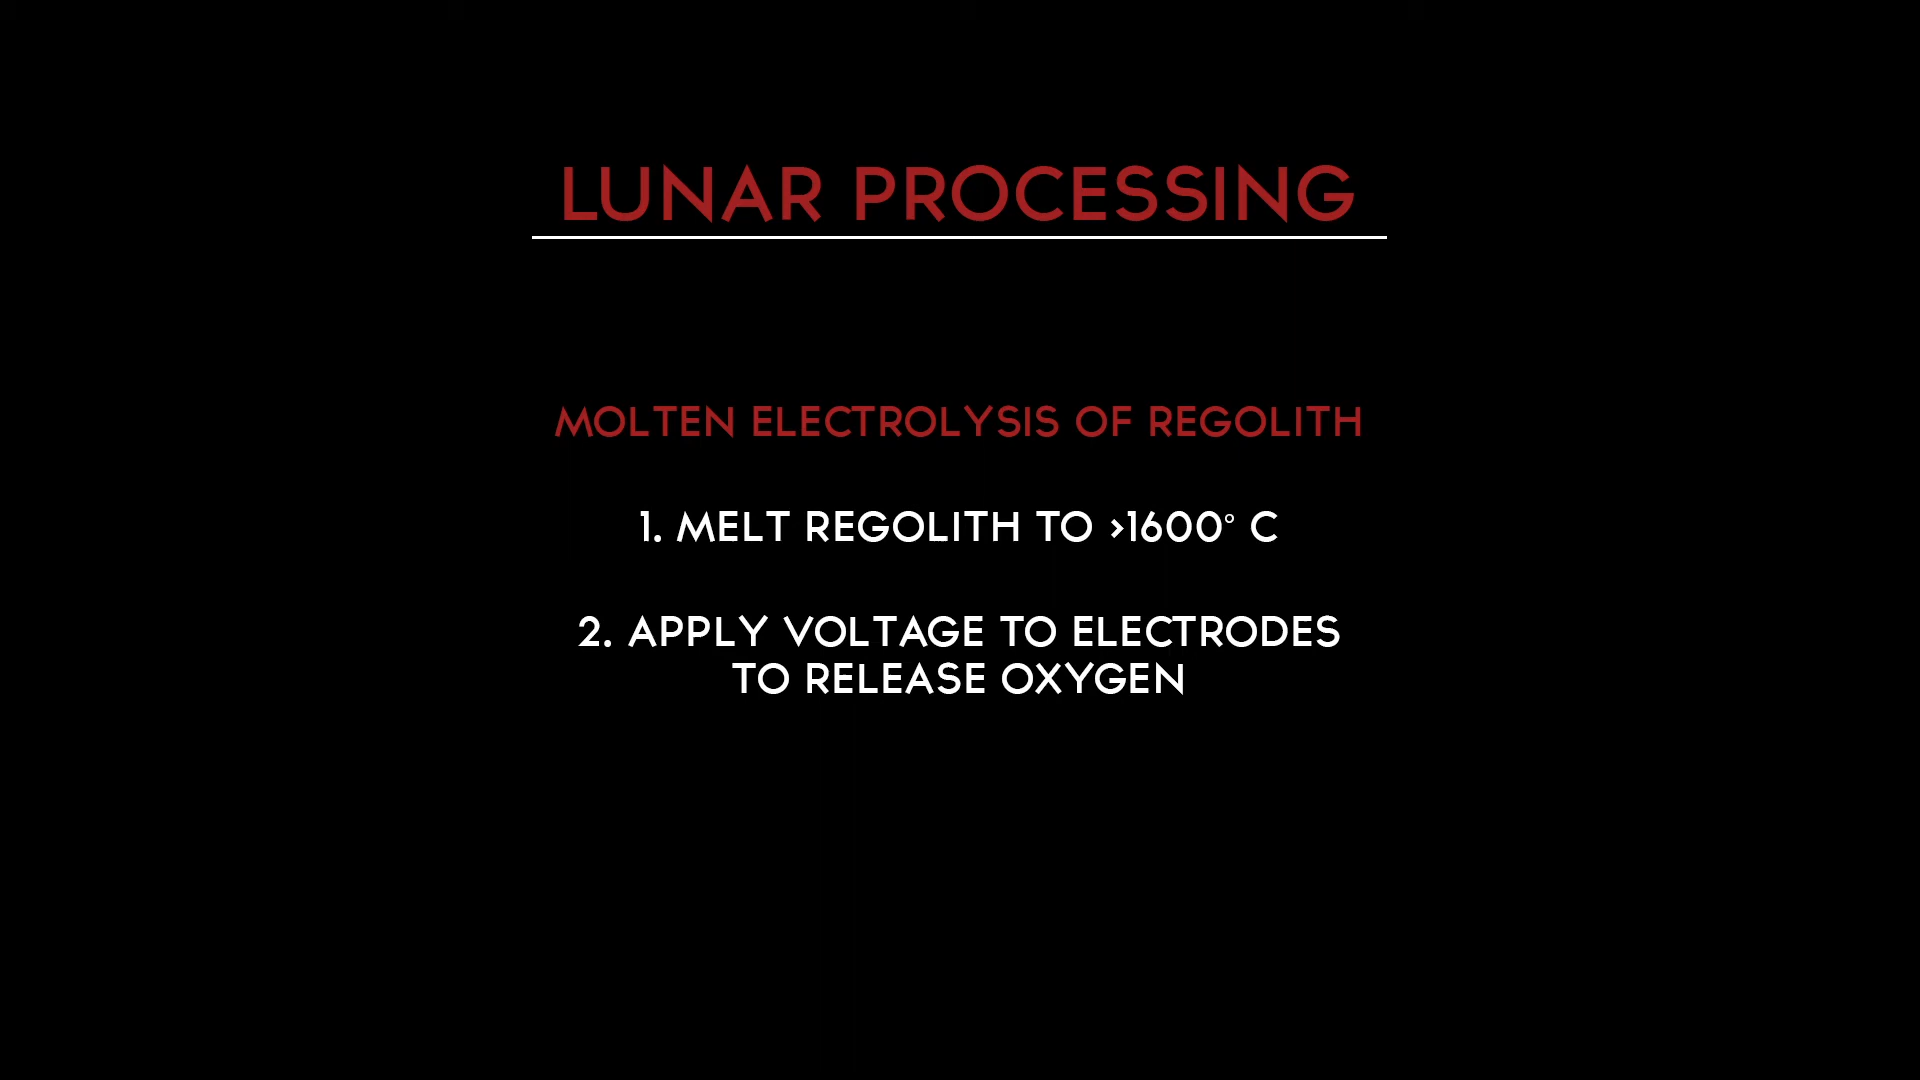 LUNAR PROCESSING
MOLTEN ELECTROLYSIS OF REGOLITH
1. MELT REGOLITH TO >1600° C
2. APPLY VOLTAGE TO ELECTRODES
TO RELEASE OXYGEN